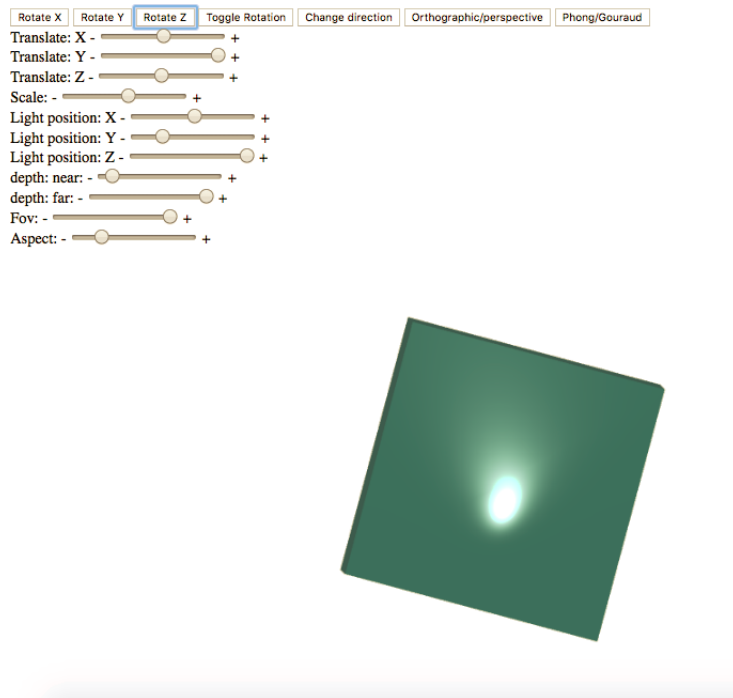 Rotate X Rotate Y Rotate Z Toggle Rotation Change direction Orthographic/perspective Phong/Gouraud
Translate: X - +
Translate: Y - +
Translate: Z - +
Scale: - +
Light position: X - +
Light position: Y - +
Light position: Z - +
depth: near: - +
depth: far: - +
Fov: - +
Aspect: - +